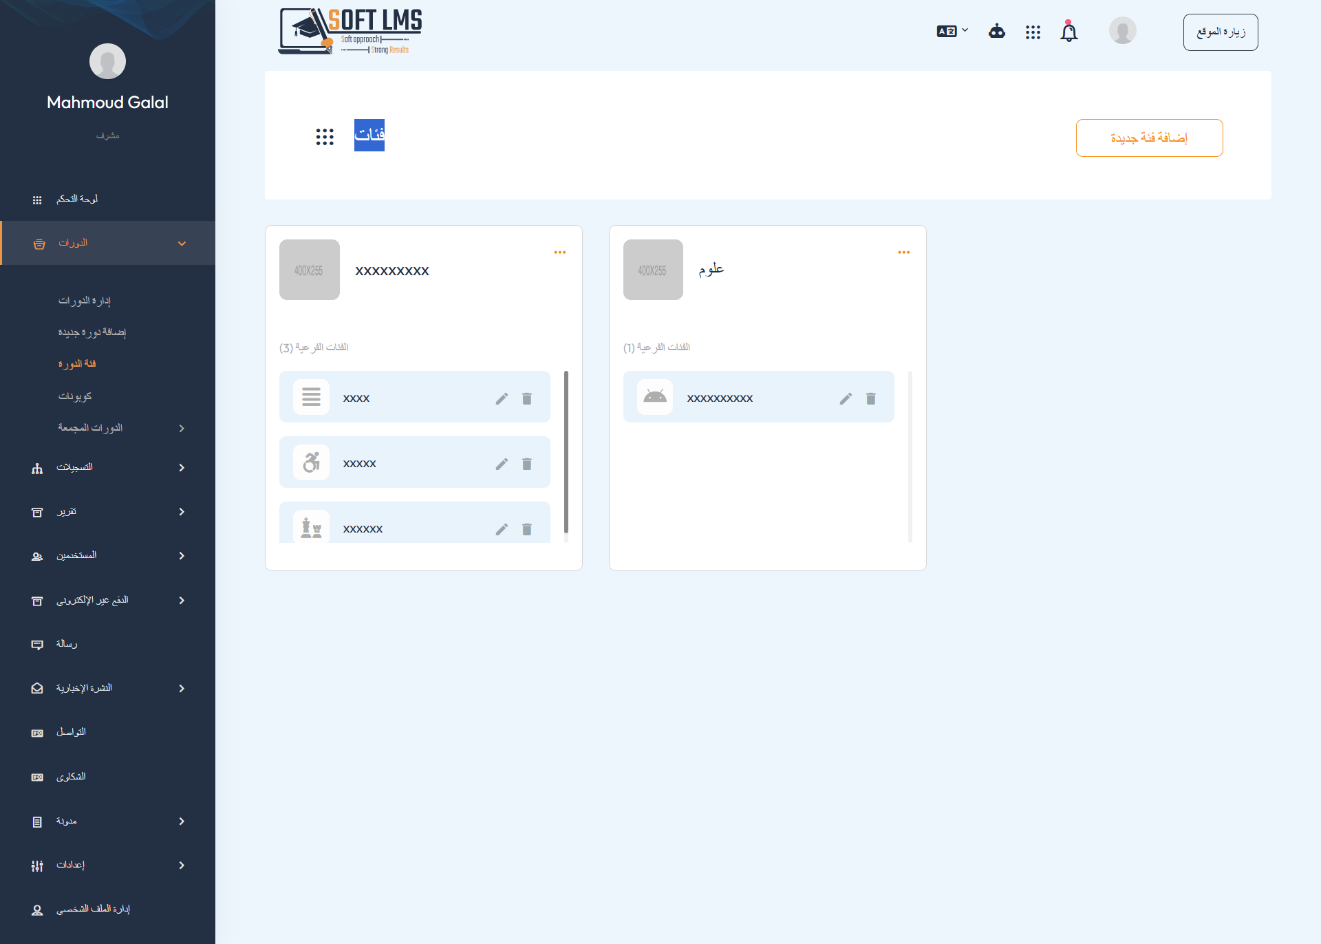 Mahmoud Galal
مشرف
لوحة التحكم
الدورات
إدارة الدورات
إضافة دورة جديدة
فئة الدورة
كوبونات
الدورات المجمعة
التسجيلات
تقرير
المستخدمين
الدفع غير الإلكتروني
رسالة
النشرة الإخبارية
التواصل
الشكاوى
مدونة
إعدادات
إدارة الملف الشخصي
SOFT LMS
Soft approach
Strong Results
زيارة الموقع
فئات
إضافة فئة جديدة
400X255
xxxxxxxxx
الفئات الفرعية (3)
xxxx
xxxxx
xxxxxx
400X255
علوم
الفئات الفرعية (1)
xxxxxxxxxx